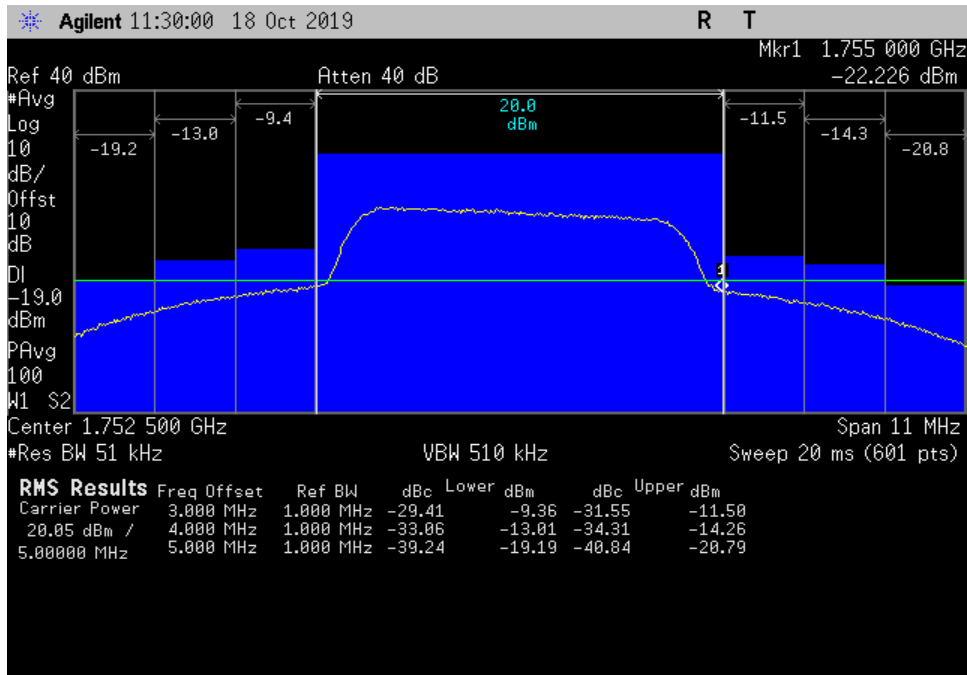 Agilent 11:30:00 18 Oct 2019 R T
Mkr1 1.755 000 GHz
Ref 40 dBm Atten 40 dB -22.226 dBm
#Avg
Log
10
dB/
Offst
10
dB
DI
-19.0
dBm
PAvg
100
W1 S2
20.0
dBm
-19.2 -13.0 -9.4 -11.5 -14.3 -20.8
1
Center 1.752 500 GHz Span 11 MHz
#Res BW 51 kHz VBW 510 kHz Sweep 20 ms (601 pts)
RMS Results Freq Offset Ref BW dBc Lower dBm dBc Upper dBm
Carrier Power 3.000 MHz 1.000 MHz -29.41 -9.36 -31.55 -11.50
20.05 dBm / 4.000 MHz 1.000 MHz -33.06 -13.01 -34.31 -14.26
5.00000 MHz 5.000 MHz 1.000 MHz -39.24 -19.19 -40.84 -20.79